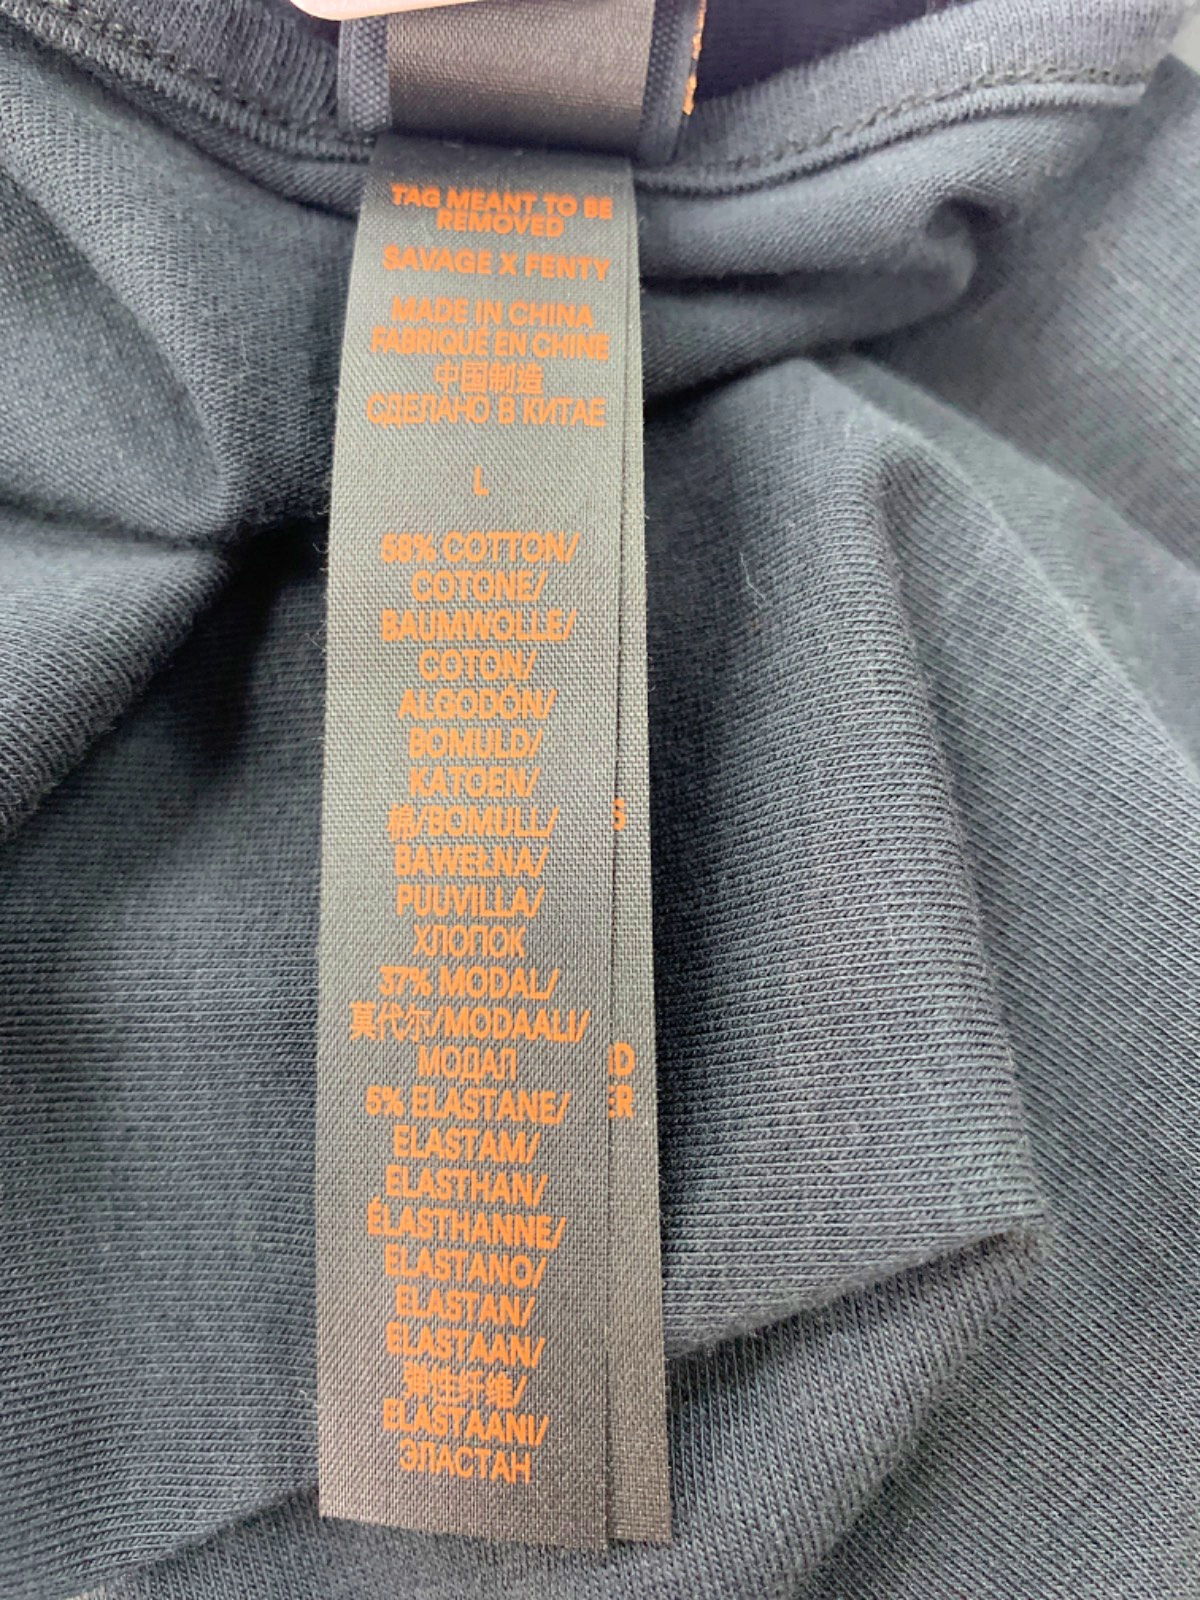 TAG MEANT TO BE
REMOVED
SAVAGE X FENTY
MADE IN CHINA
FABRIQUÉ EN CHINE
中国制造
СДЕЛАНО В КИТАЕ
L
58% COTTON/
COTONE/
BAUMWOLLE/
COTON/
ALGODÓN/
BOMULD/
KATOEN/
棉/BOMULL/
BAWEŁNA/
PUUVILLA/
ХЛОПОК
37% MODAL/
莫代尔/MODAALI/
МОДАЛ
5% ELASTANE/
ELASTAM/
ELASTHAN/
ÉLASTHANNE/
ELASTANO/
ELASTAN/
ELASTAAN/
弹性纤维/
ELASTAANI/
ЭЛАСТАН